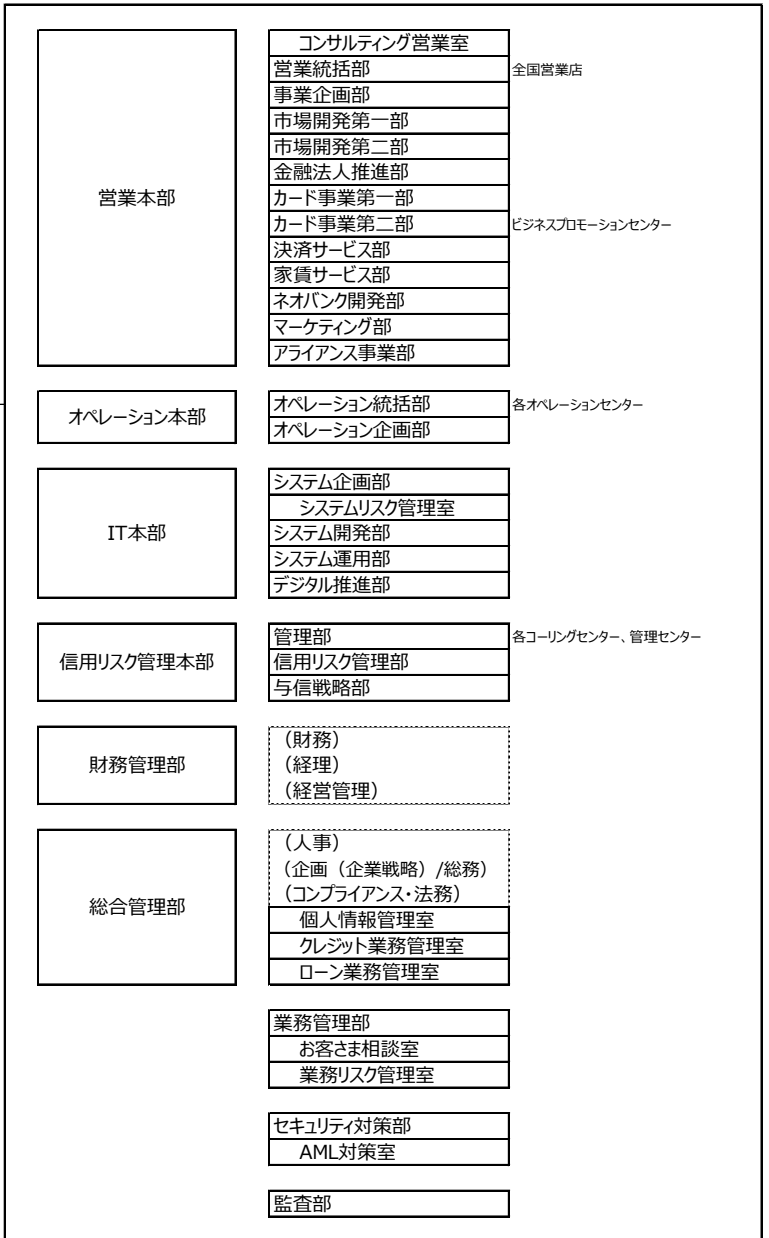 コンサルティング営業室
営業統括部 全国営業店
事業企画部
市場開発第一部
市場開発第二部
金融法人推進部
営業本部 カード事業第一部
カード事業第二部 ビジネスプロモーションセンター
決済サービス部
家賃サービス部
ネオバンク開発部
マーケティング部
アライアンス事業部
オペレーション本部 オペレーション統括部 各オペレーションセンター
オペレーション企画部
システム企画部
システムリスク管理室
IT本部 システム開発部
システム運用部
デジタル推進部
管理部 各コーリングセンター、管理センター
信用リスク管理本部 信用リスク管理部
与信戦略部
(財務)
財務管理部 (経理)
(経営管理)
(人事)
(企画(企業戦略)/総務)
(コンプライアンス・法務)
総合管理部 個人情報管理室
クレジット業務管理室
ローン業務管理室
業務管理部
お客さま相談室
業務リスク管理室
セキュリティ対策部
AML対策室
監査部